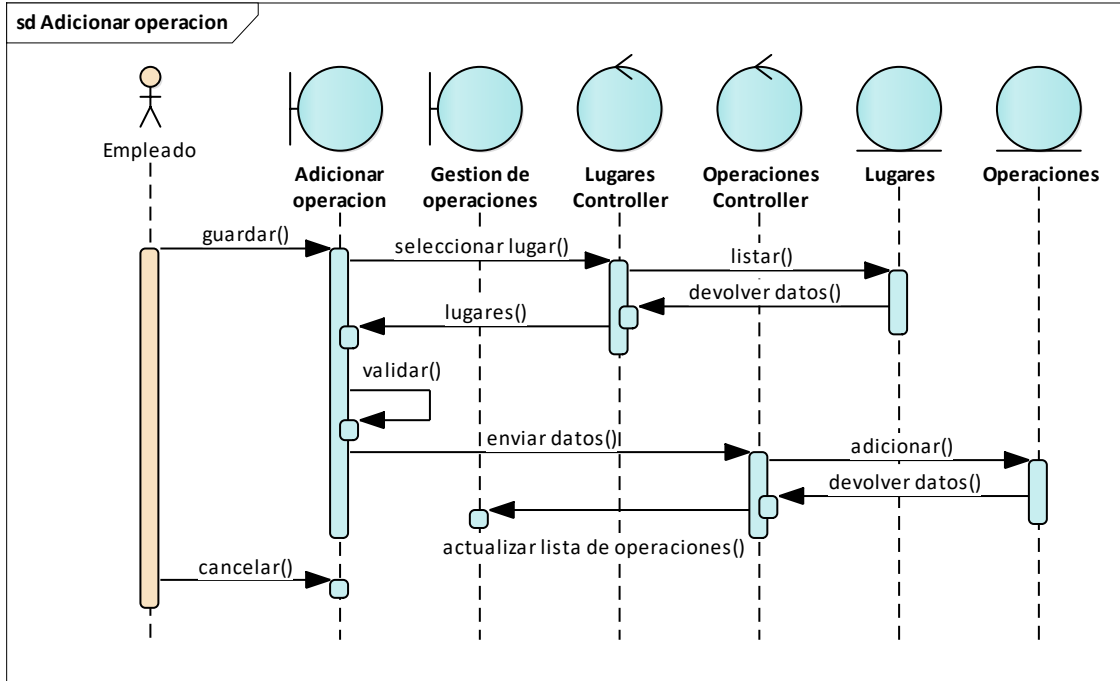 sd Adicionar operacion
Empleado
Adicionar
operacion
Gestion de
operaciones
Lugares
Controller
Operaciones
Controller
Lugares
Operaciones
guardar()
seleccionar lugar()
listar()
devolver datos()
lugares()
validar()
enviar datos()
adicionar()
devolver datos()
actualizar lista de operaciones()
cancelar()